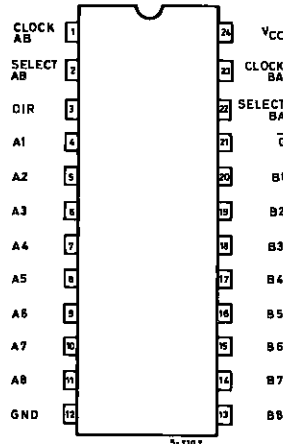 CLOCK AB 1
SELECT AB 2
DIR 3
A1 4
A2 5
A3 6
A4 7
A5 8
A6 9
A7 10
A8 11
GND 12
24 VCC
23 CLOCK BA
22 SELECT BA
21
20 B1
19 B2
18 B3
17 B4
16 B5
15 B6
14 B7
13 B8